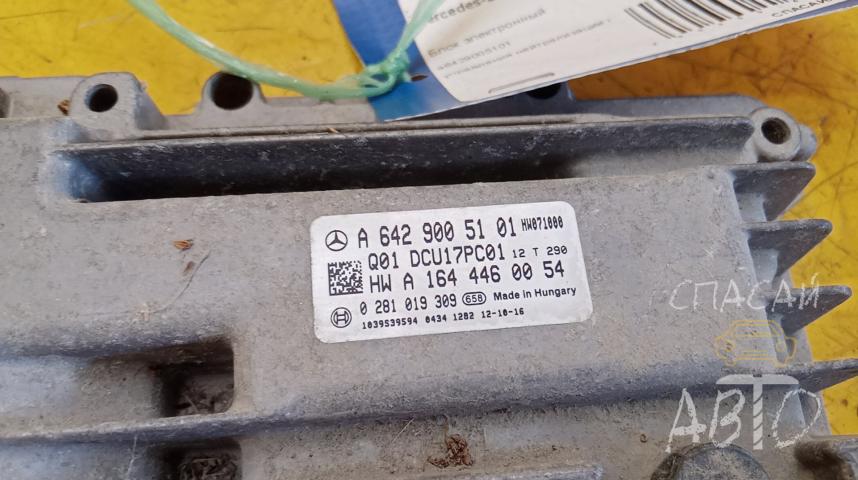 Блок электронный
A6429005101
A 642 900 51 01 HW071000
Q01 DCU17PC01 12 T 290
HW A 164 446 00 54
0 281 019 309 658 Made in Hungary
1039S39594 0434 1282 12-10-16
СПАСАЙ
АВТО